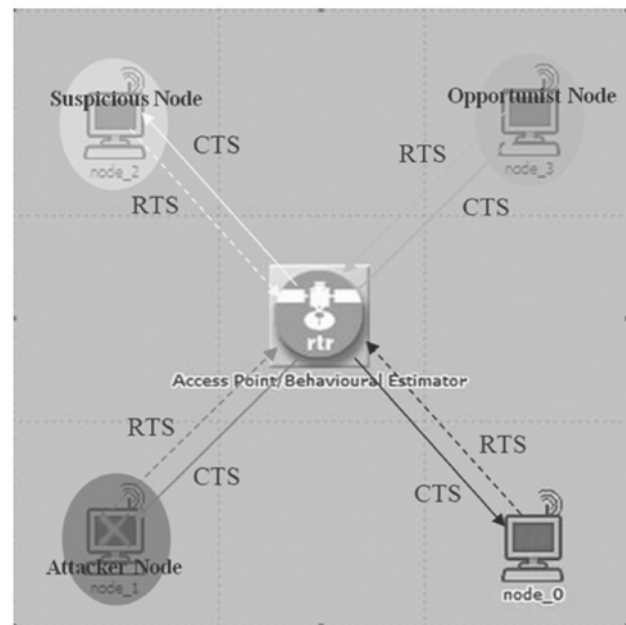 Suspicious Node
node_2
CTS
RTS
Opportunist Node
node_3
RTS
CTS
rtr
Access Point/Behavioural Estimator
RTS
CTS
Attacker Node
node_1
RTS
CTS
node_0